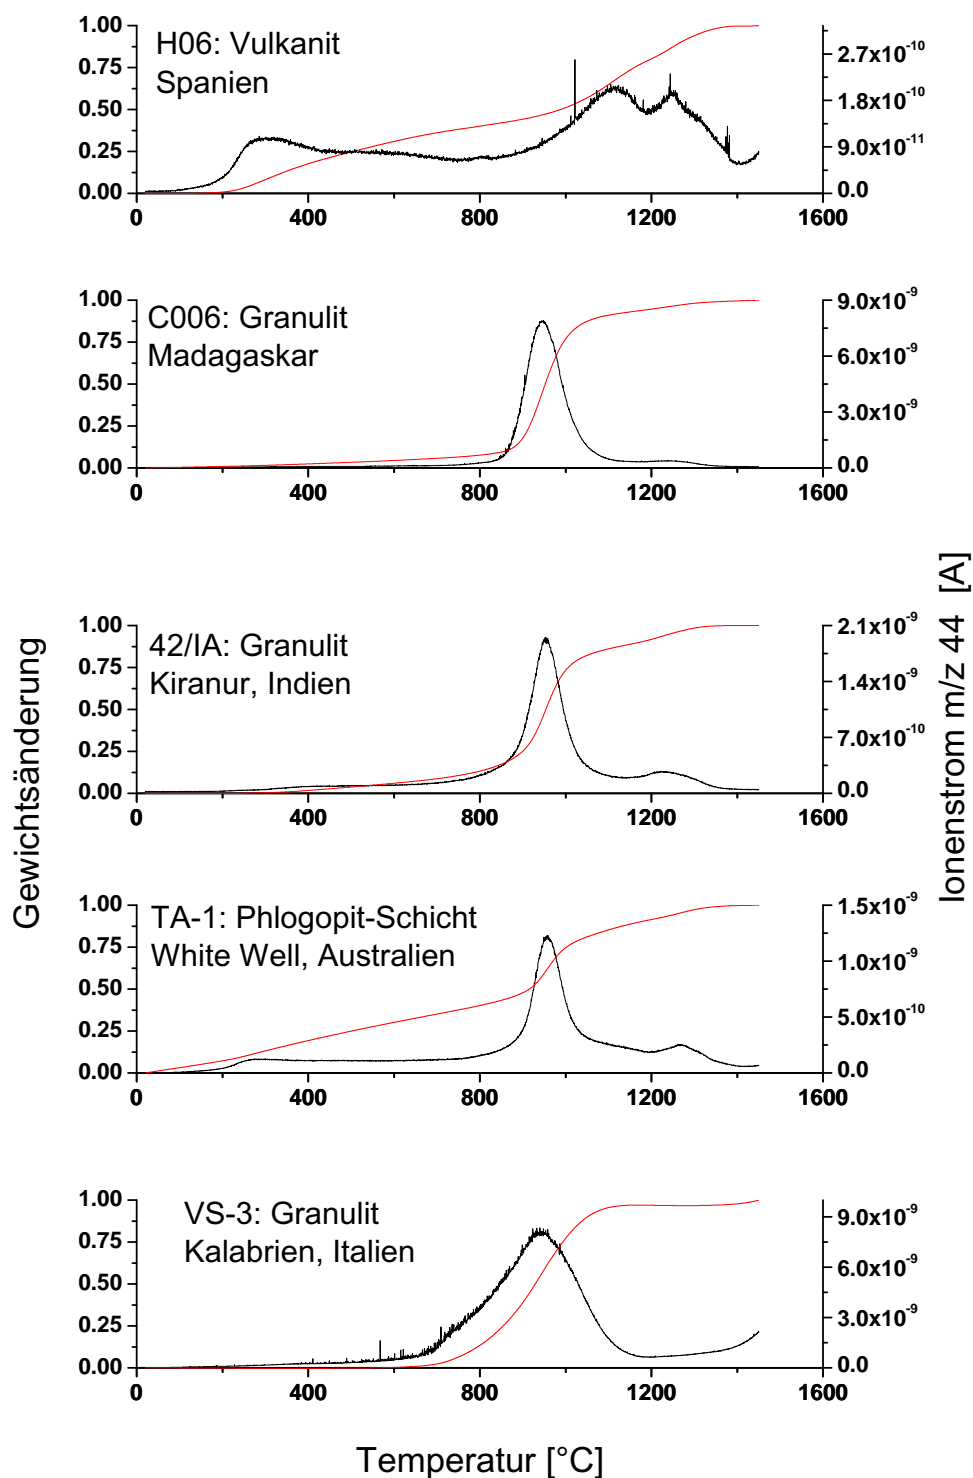 H06: Vulkanit
Spanien
1.00
0.75
0.50
0.25
0.00
2.7x10-10
1.8x10-10
9.0x10-11
0.0
0 400 800 1200 1600
C006: Granulit
Madagaskar
1.00
0.75
0.50
0.25
0.00
9.0x10-9
6.0x10-9
3.0x10-9
0.0
0 400 800 1200 1600
42/IA: Granulit
Kiranur, Indien
1.00
0.75
0.50
0.25
0.00
2.1x10-9
1.4x10-9
7.0x10-10
0.0
0 400 800 1200 1600
TA-1: Phlogopit-Schicht
White Well, Australien
1.00
0.75
0.50
0.25
0.00
1.5x10-9
1.0x10-9
5.0x10-10
0.0
0 400 800 1200 1600
VS-3: Granulit
Kalabrien, Italien
1.00
0.75
0.50
0.25
0.00
9.0x10-9
6.0x10-9
3.0x10-9
0.0
0 400 800 1200 1600
Gewichtsänderung
Ionenstrom m/z 44 [A]
Temperatur [°C]